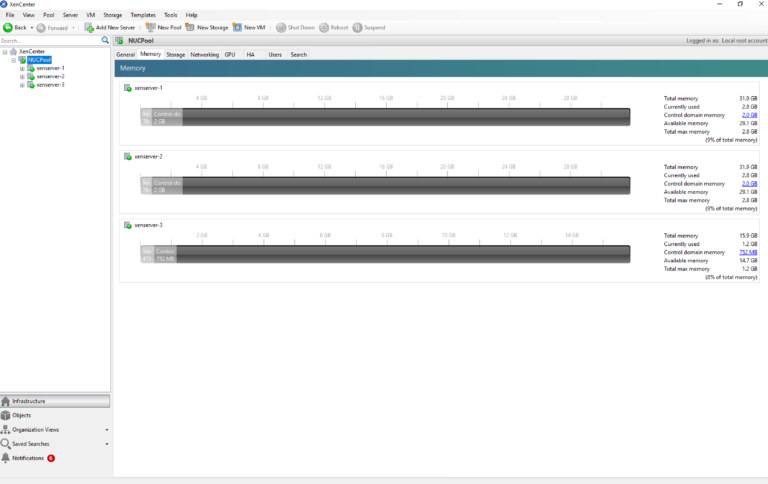 XenCenter
File View Pool Server VM Storage Templates Tools Help
Back Forward Add New Server New Pool New Storage New VM Shut Down Reboot Suspend
Search...
XenCenter
NUCPool
xenserver-1
xenserver-2
xenserver-3
Infrastructure
Objects
Organization Views
Saved Searches
Notifications 6
NUCPool Logged in as: Local root account
General Memory Storage Networking GPU HA Users Search
Memory
xenserver-1
4 GB 8 GB 12 GB 16 GB 20 GB 24 GB 28 GB
Control do
2 GB
Total memory 31.9 GB
Currently used 2.8 GB
Control domain memory 2.0 GB
Available memory 29.1 GB
Total max memory 2.8 GB
(9% of total memory)
xenserver-2
4 GB 8 GB 12 GB 16 GB 20 GB 24 GB 28 GB
Control do
2 GB
Total memory 31.9 GB
Currently used 2.8 GB
Control domain memory 2.0 GB
Available memory 29.1 GB
Total max memory 2.8 GB
(9% of total memory)
xenserver-3
2 GB 4 GB 6 GB 8 GB 10 GB 12 GB 14 GB
Control
752 MB
Total memory 15.9 GB
Currently used 1.2 GB
Control domain memory 752 MB
Available memory 14.7 GB
Total max memory 1.2 GB
(8% of total memory)